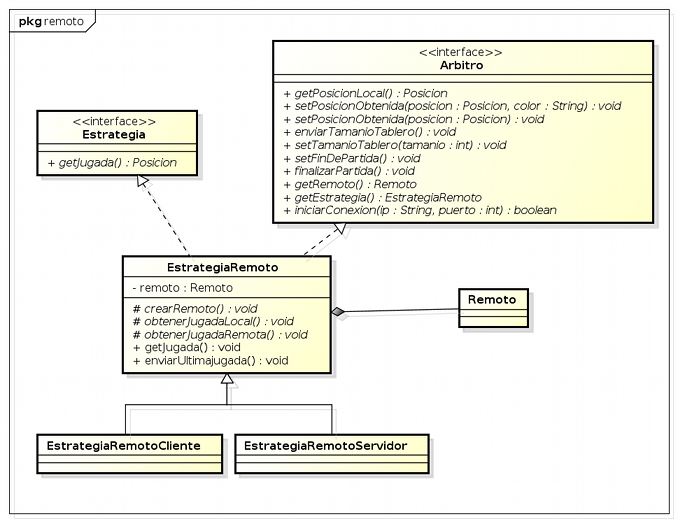 pkg remoto
<<interface>>
Arbitro
+ getPosicionLocal() : Posicion
+ setPosicionObtenida(posicion : Posicion, color : String) : void
+ setPosicionObtenida(posicion : Posicion) : void
+ enviarTamanioTablero() : void
+ setTamanioTablero(tamanio : int) : void
+ setFinDePartida() : void
+ finalizarPartida() : void
+ getRemoto() : Remoto
+ getEstrategia() : EstrategiaRemoto
+ iniciarConexion(ip : String, puerto : int) : boolean
<<interface>>
Estrategia
+ getJugada() : Posicion
EstrategiaRemoto
- remoto : Remoto
# crearRemoto() : void
# obtenerJugadaLocal() : void
# obtenerJugadaRemota() : void
+ getJugada() : void
+ enviarUltimaJugada() : void
Remoto
EstrategiaRemotoCliente
EstrategiaRemotoServidor